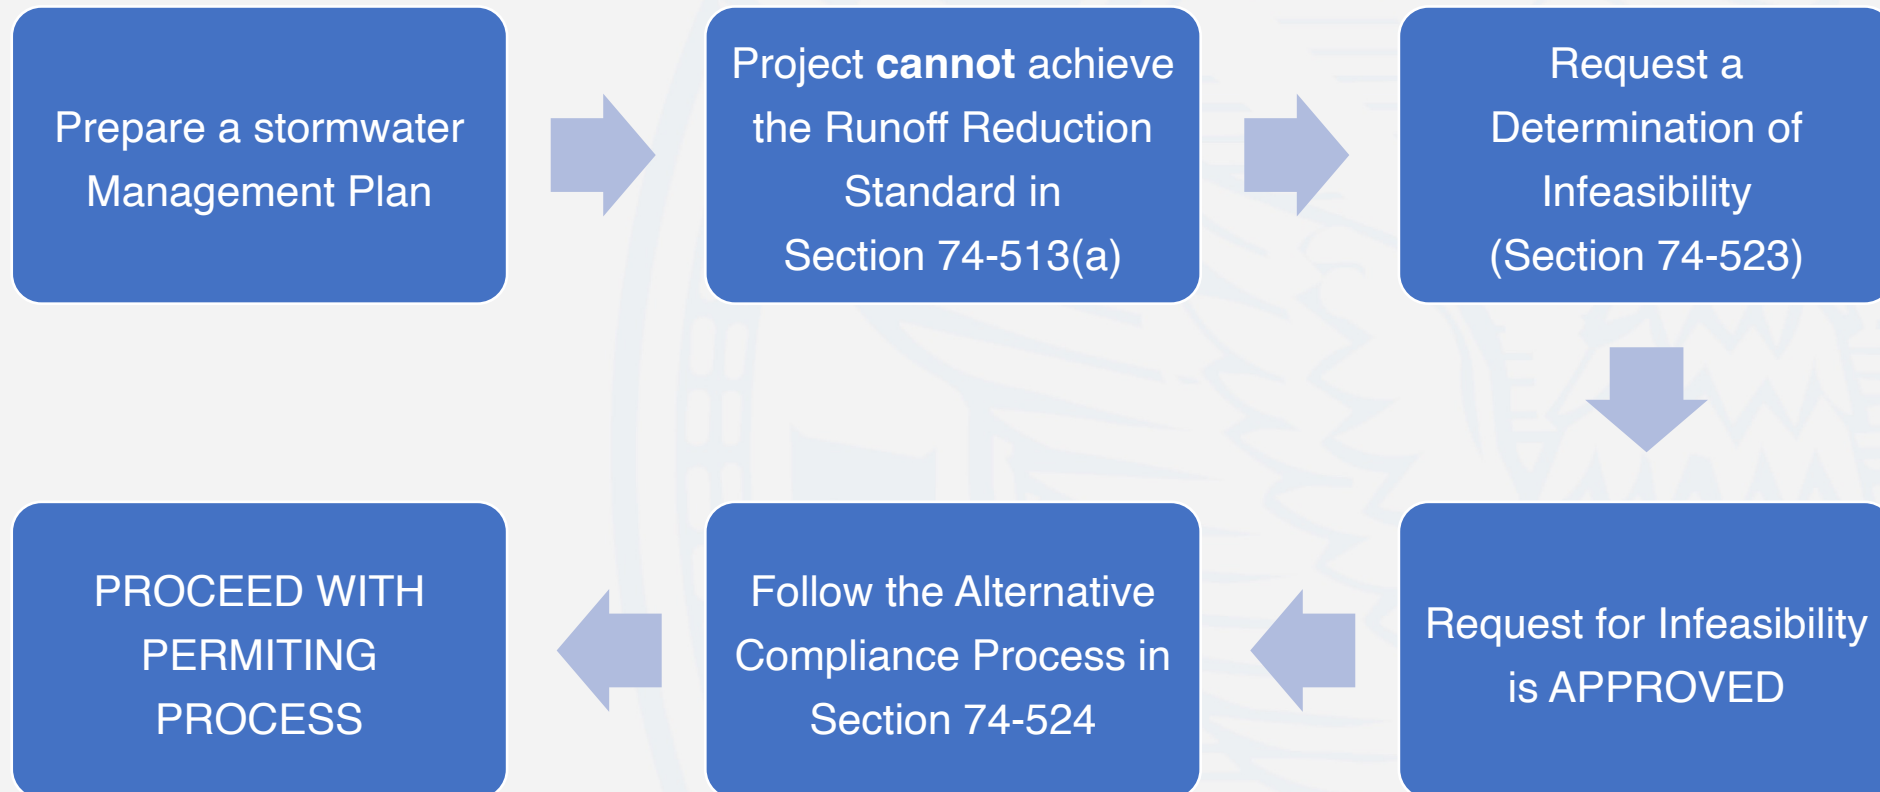 Prepare a stormwater
Management Plan
Project cannot achieve
the Runoff Reduction
Standard in
Section 74-513(a)
Request a
Determination of
Infeasibility
(Section 74-523)
Request for Infeasibility
is APPROVED
Follow the Alternative
Compliance Process in
Section 74-524
PROCEED WITH
PERMITING
PROCESS